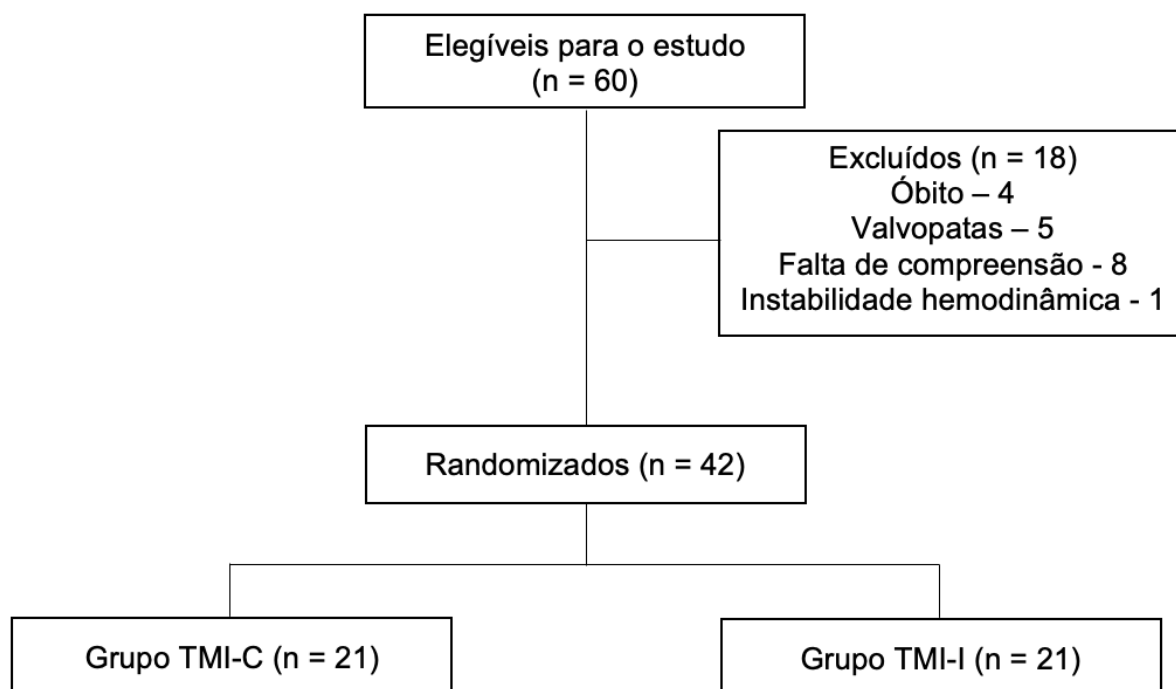 Elegíveis para o estudo
(n = 60)
Excluídos (n = 18)
Óbito – 4
Valvopatas – 5
Falta de compreensão - 8
Instabilidade hemodinâmica - 1
Randomizados (n = 42)
Grupo TMI-C (n = 21)
Grupo TMI-I (n = 21)